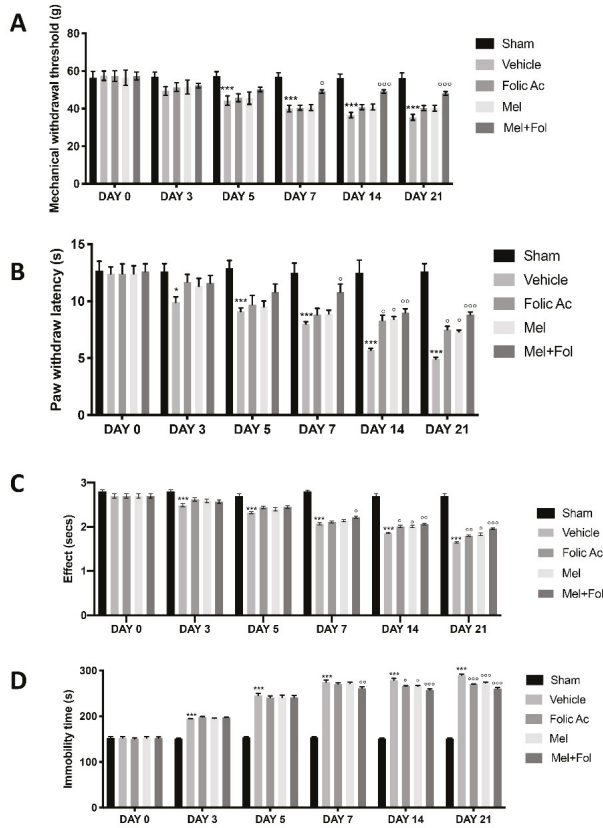 A
Mechanical withdrawal threshold (g)
80
60
40
20
0
DAY 0 DAY 3 DAY 5 DAY 7 DAY 14 DAY 21
*** *** *** ***
° °°° °°°
Sham
Vehicle
Folic Ac
Mel
Mel+Fol
B
Paw withdraw latency (s)
15
10
5
0
DAY 0 DAY 3 DAY 5 DAY 7 DAY 14 DAY 21
* *** *** *** ***
° ° ° °° ° ° °°°
Sham
Vehicle
Folic Ac
Mel
Mel+Fol
C
Effect (secs)
3
2
1
0
DAY 0 DAY 3 DAY 5 DAY 7 DAY 14 DAY 21
*** *** *** *** ***
° ° ° °° °° ° °°°
Sham
Vehicle
Folic Ac
Mel
Mel+Fol
D
Immobility time (s)
300
200
100
0
DAY 0 DAY 3 DAY 5 DAY 7 DAY 14 DAY 21
*** *** *** *** ***
°° ° ° °°° °°° °°° °°°
Sham
Vehicle
Folic Ac
Mel
Mel+Fol